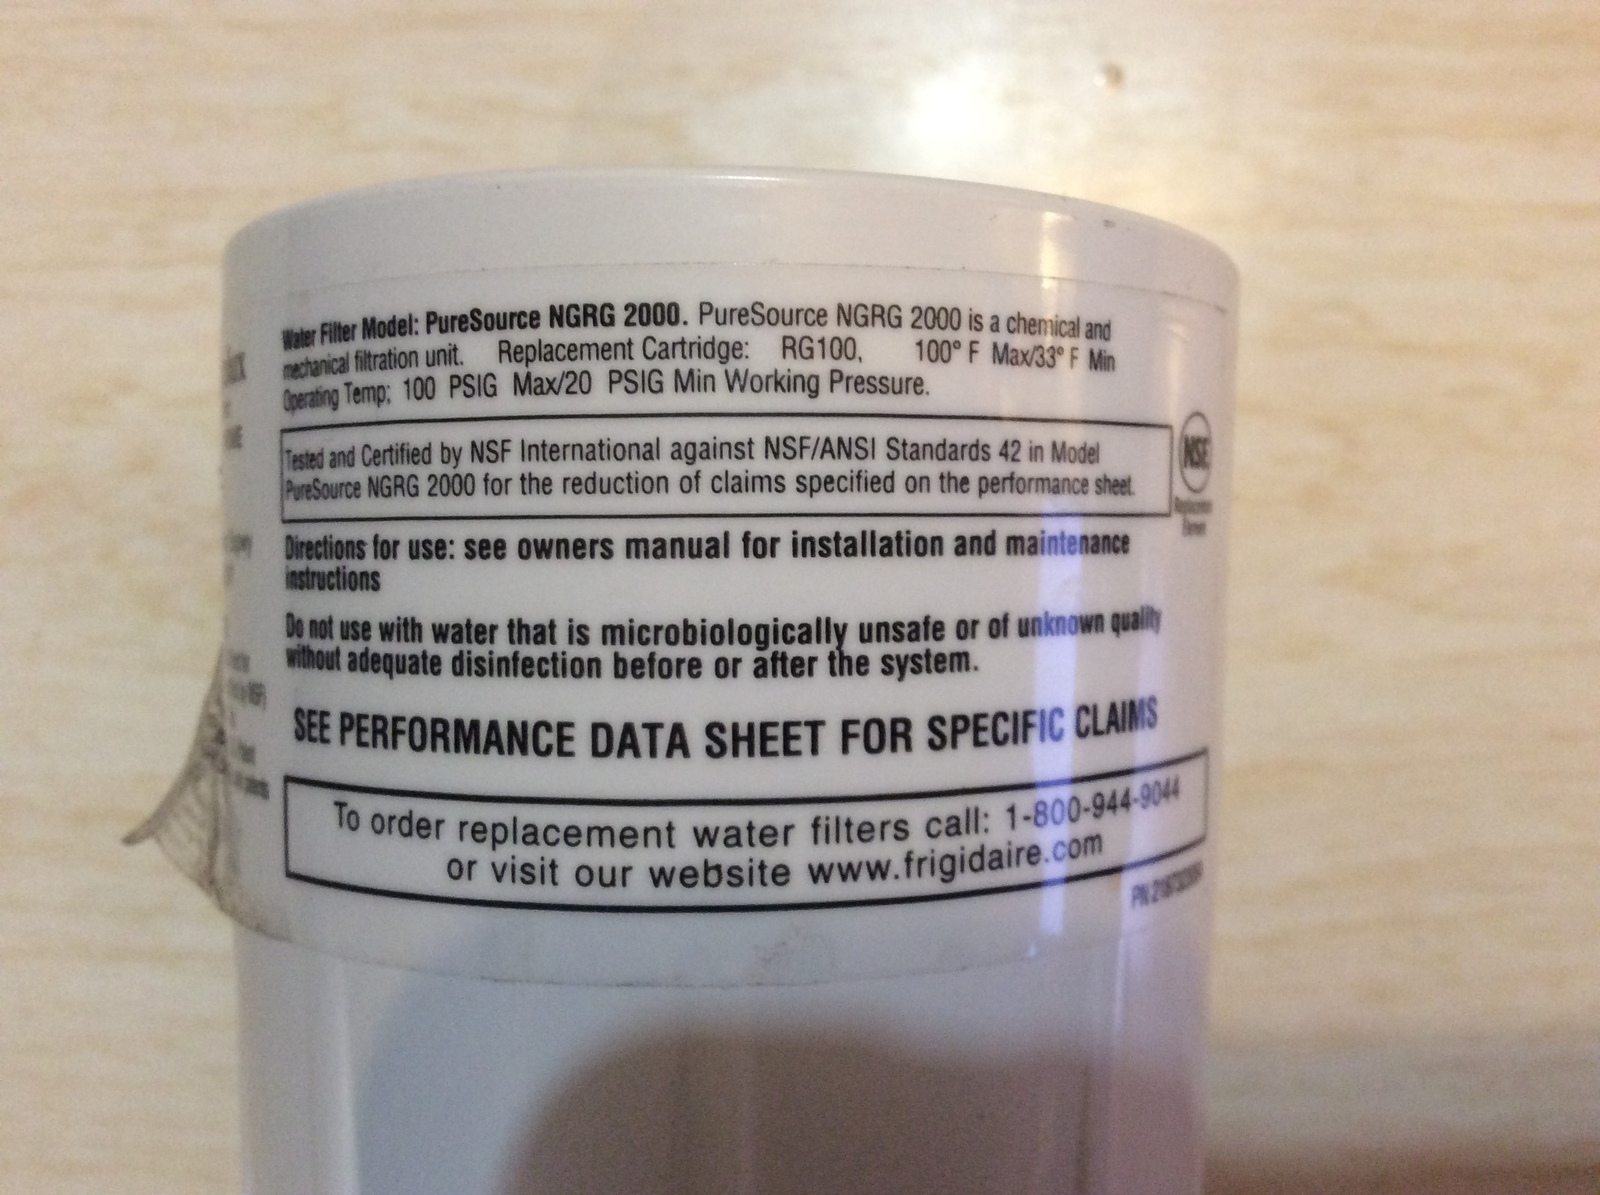 Water Filter Model: PureSource NGRG 2000. PureSource NGRG 2000 is a chemical and
mechanical filtration unit. Replacement Cartridge: RG100, 100° F Max/33° F Min
Operating Temp; 100 PSIG Max/20 PSIG Min Working Pressure.
Tested and Certified by NSF International against NSF/ANSI Standards 42 in Model
PureSource NGRG 2000 for the reduction of claims specified on the performance sheet.
NSF
Replacement
Element
Directions for use: see owners manual for installation and maintenance
instructions
Do not use with water that is microbiologically unsafe or of unknown quality
without adequate disinfection before or after the system.
SEE PERFORMANCE DATA SHEET FOR SPECIFIC CLAIMS
To order replacement water filters call: 1-800-944-9044
or visit our website www.frigidaire.com
PN